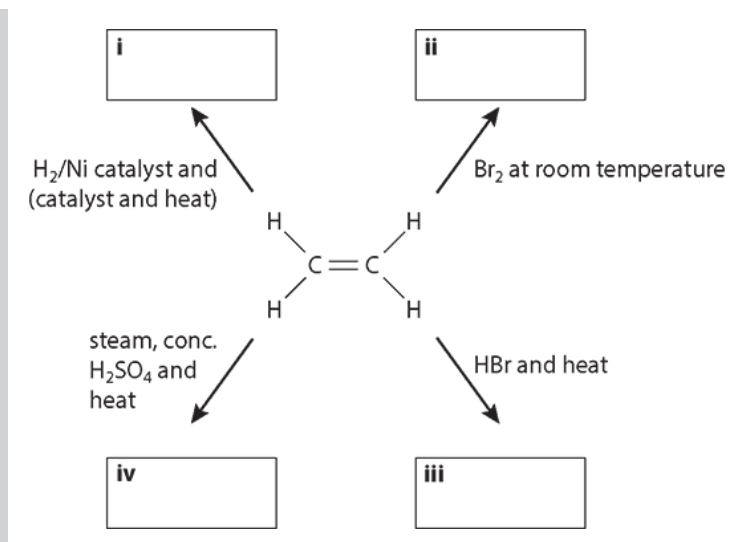 i
ii
H₂/Ni catalyst and
(catalyst and heat)
Br₂ at room temperature
H
H
C=C
H
H
steam, conc.
H₂SO₄ and
heat
HBr and heat
iv
iii